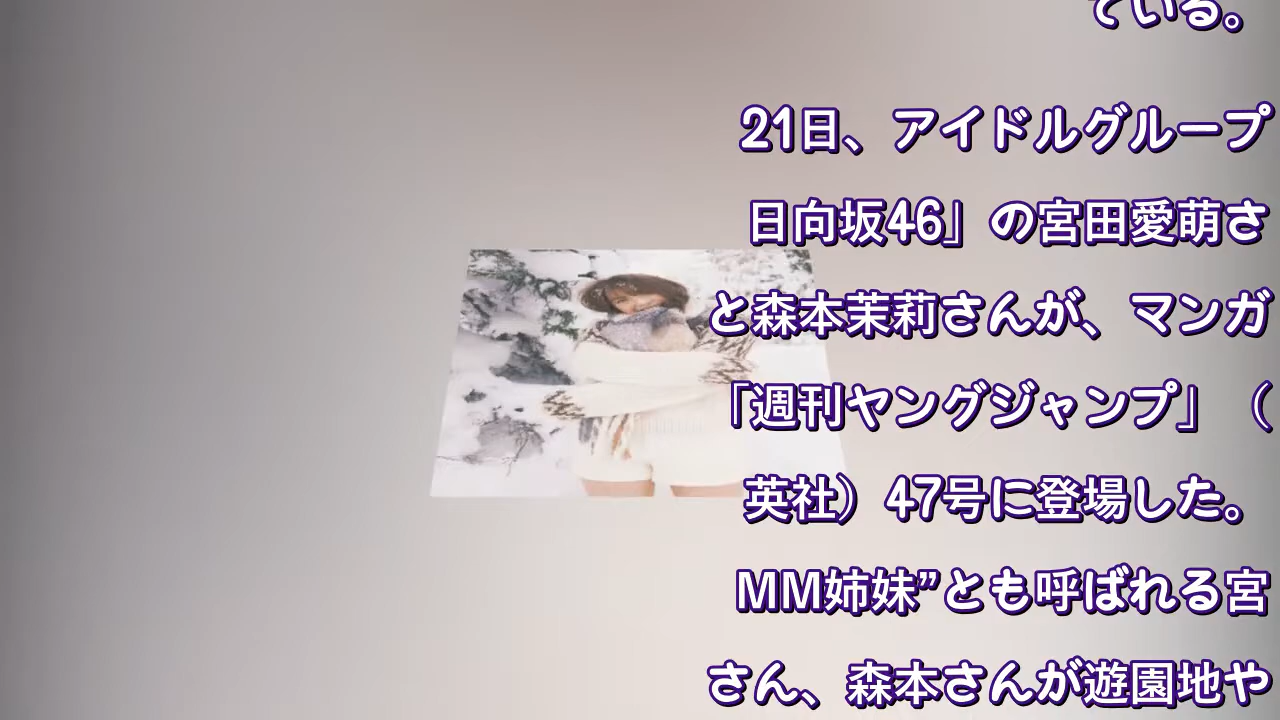 ている。
21日、アイドルグループ
日向坂46」の宮田愛萌さ
と森本茉莉さんが、マンガ
「週刊ヤングジャンプ」（
英社）47号に登場した。
MM姉妹”とも呼ばれる宮
さん、森本さんが遊園地や